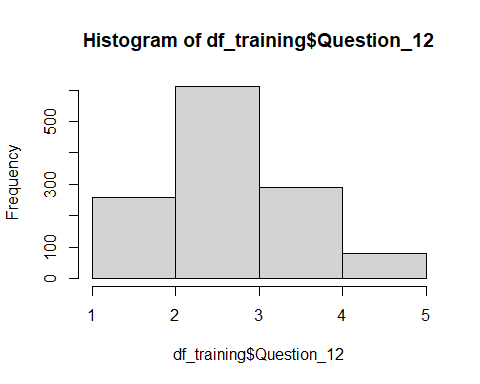 Histogram of df_training$Question_12
Frequency
500
300
100
0
1 2 3 4 5
df_training$Question_12